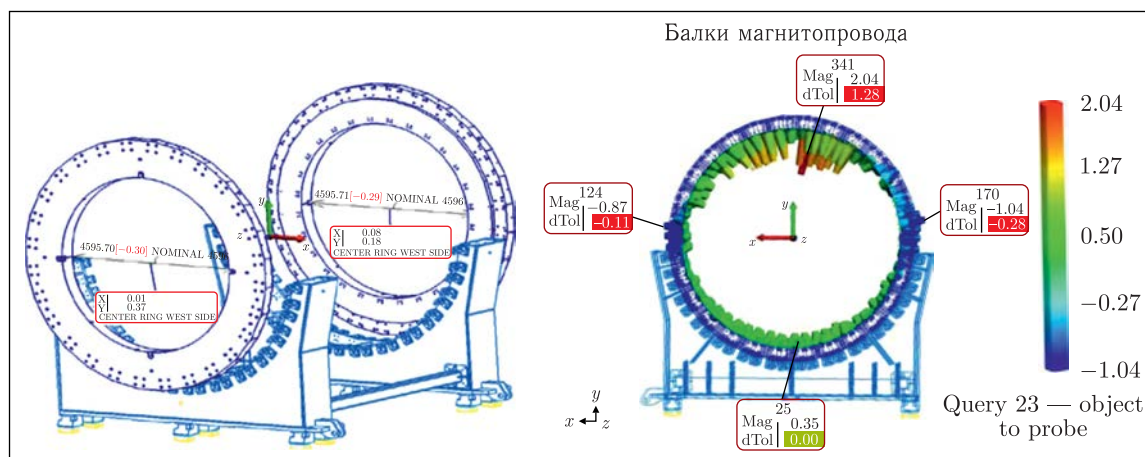 Балки магнитопровода
4595.71[−0.29] NOMINAL 4596
y
z
x
X 0.08
Y 0.18
CENTER RING WEST SIDE
4595.70[−0.30] NOMINAL
X 0.01
Y 0.37
CENTER RING WEST SIDE
341
Mag 2.04
dTol 1.28
124
Mag −0.87
dTol −0.11
170
Mag −1.04
dTol −0.28
y
x
z
25
Mag 0.35
dTol 0.00
y
x z
2.04
1.27
0.50
−0.27
−1.04
Query 23 — object
to probe